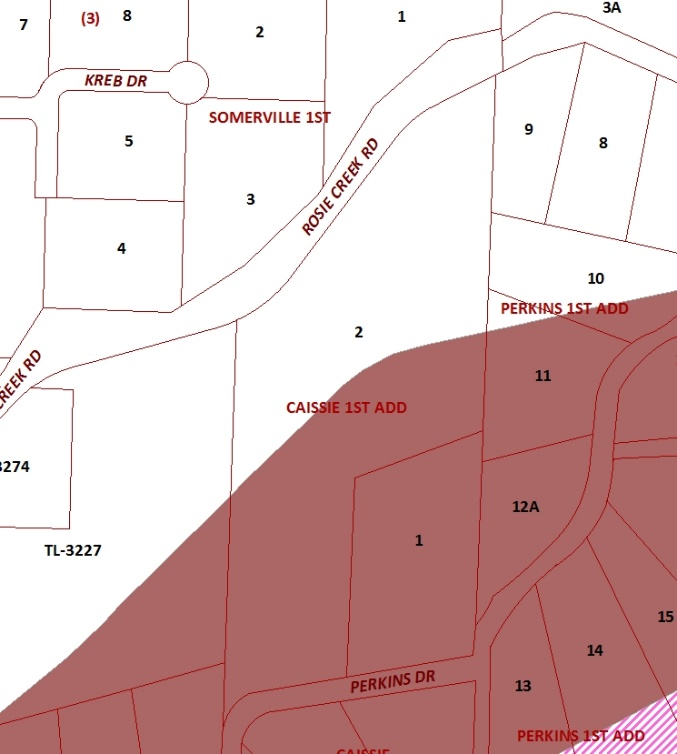 7
(3)
8
2
1
3A
KREB DR
SOMERVILLE 1ST
5
9
8
ROSIE CREEK RD
3
4
10
PERKINS 1ST ADD
2
CREEK RD
11
CAISSIE 1ST ADD
3274
12A
1
TL-3227
15
14
PERKINS DR
13
PERKINS 1ST ADD
CAISSIE